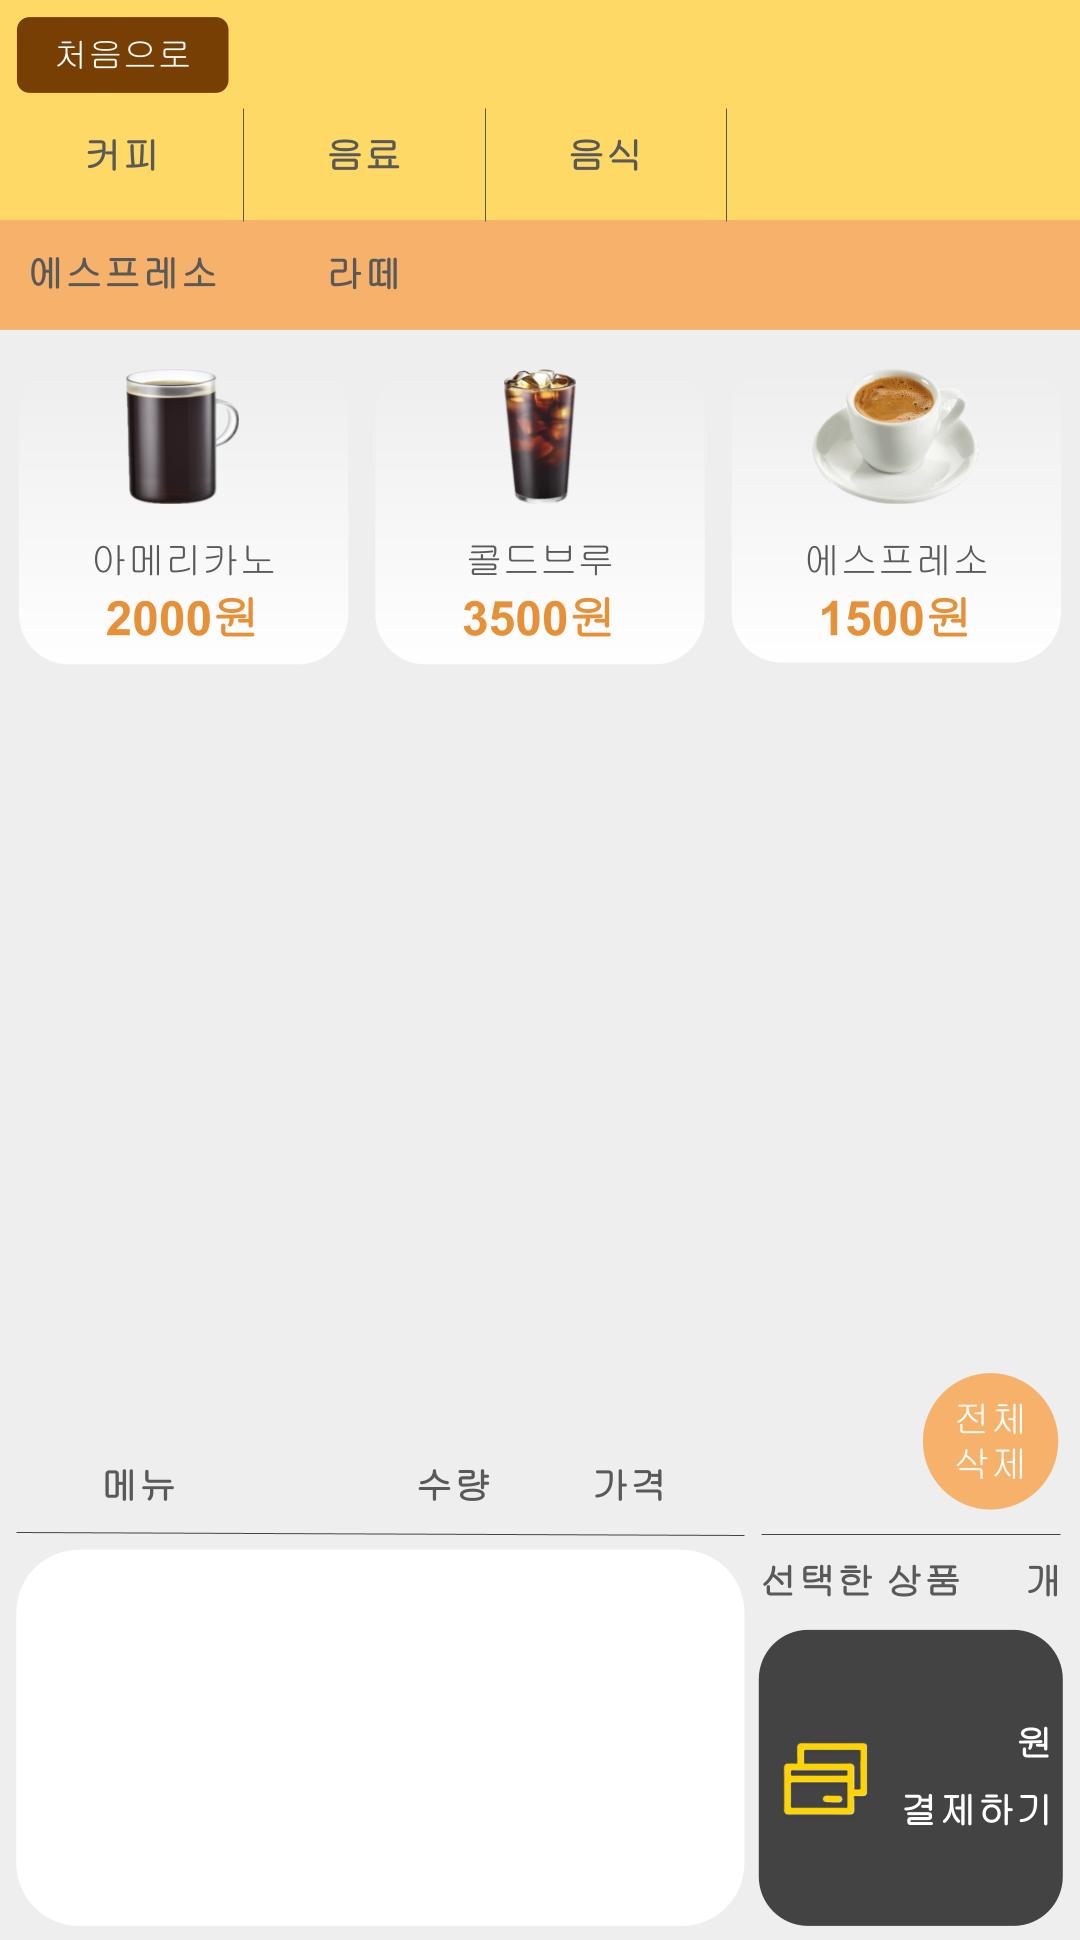 처음으로
커피 음료 음식
에스프레소 라떼
아메리카노 콜드브루 에스프레소
2000원 3500원 1500원
전체
삭제
메뉴 수량 가격
선택한 상품 개
원
결제하기